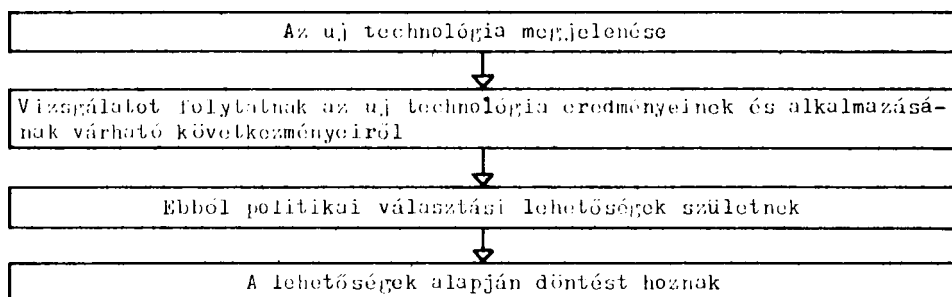 Az uj technológia megjelenése
Vizsgálatot folytatnak az uj technológia eredményeinek és alkalmazásá-
nak várható következményeiről
Ebből politikai választási lehetőségek születnek
A lehetőségek alapján döntést hoznak